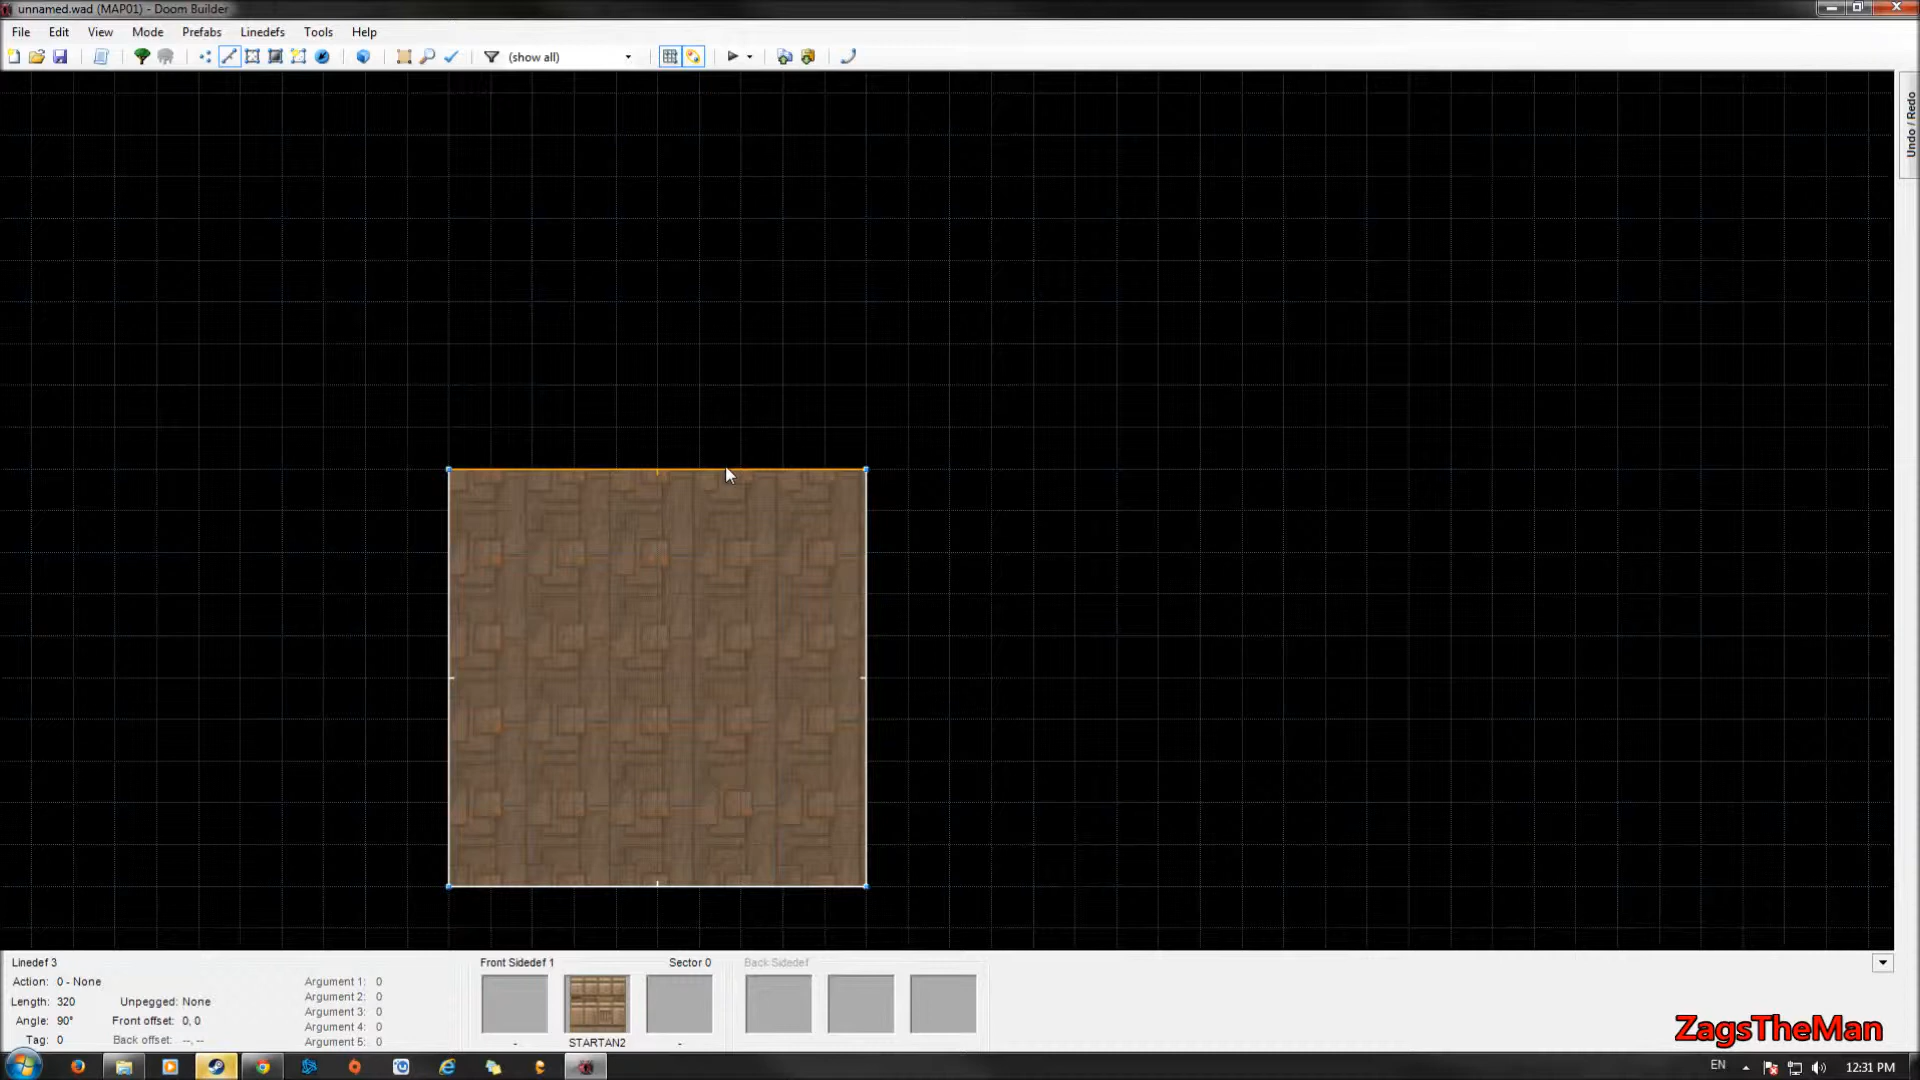 unnamed.wad (MAP01) - Doom Builder
File Edit View Mode Prefabs Linedefs Tools Help
(show all)
Undo / Redo
Linedef 3
Action: 0 - None
Length: 320 Unpegged: None
Angle: 90° Front offset: 0, 0
Tag: 0 Back offset: --, --
Argument 1: 0
Argument 2: 0
Argument 3: 0
Argument 4: 0
Argument 5: 0
Front Sidedef 1 Sector 0
- STARTAN2 -
Back Sidedef
ZagsTheMan
EN 12:31 PM